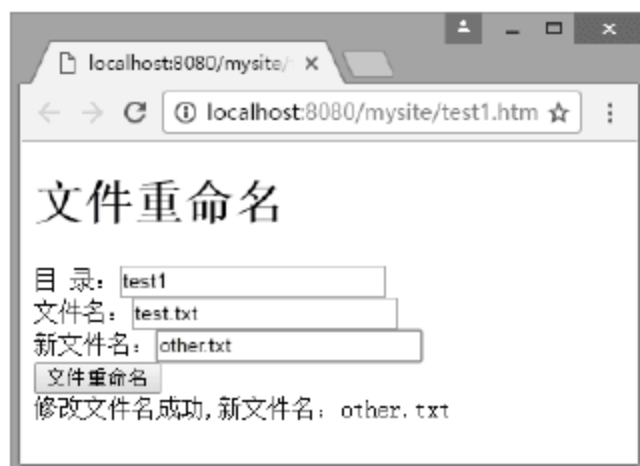 localhost:8080/mysite/
localhost:8080/mysite/test1.htm
文件重命名
目 录：test1
文件名：test.txt
新文件名：other.txt
文件重命名
修改文件名成功,新文件名：other.txt